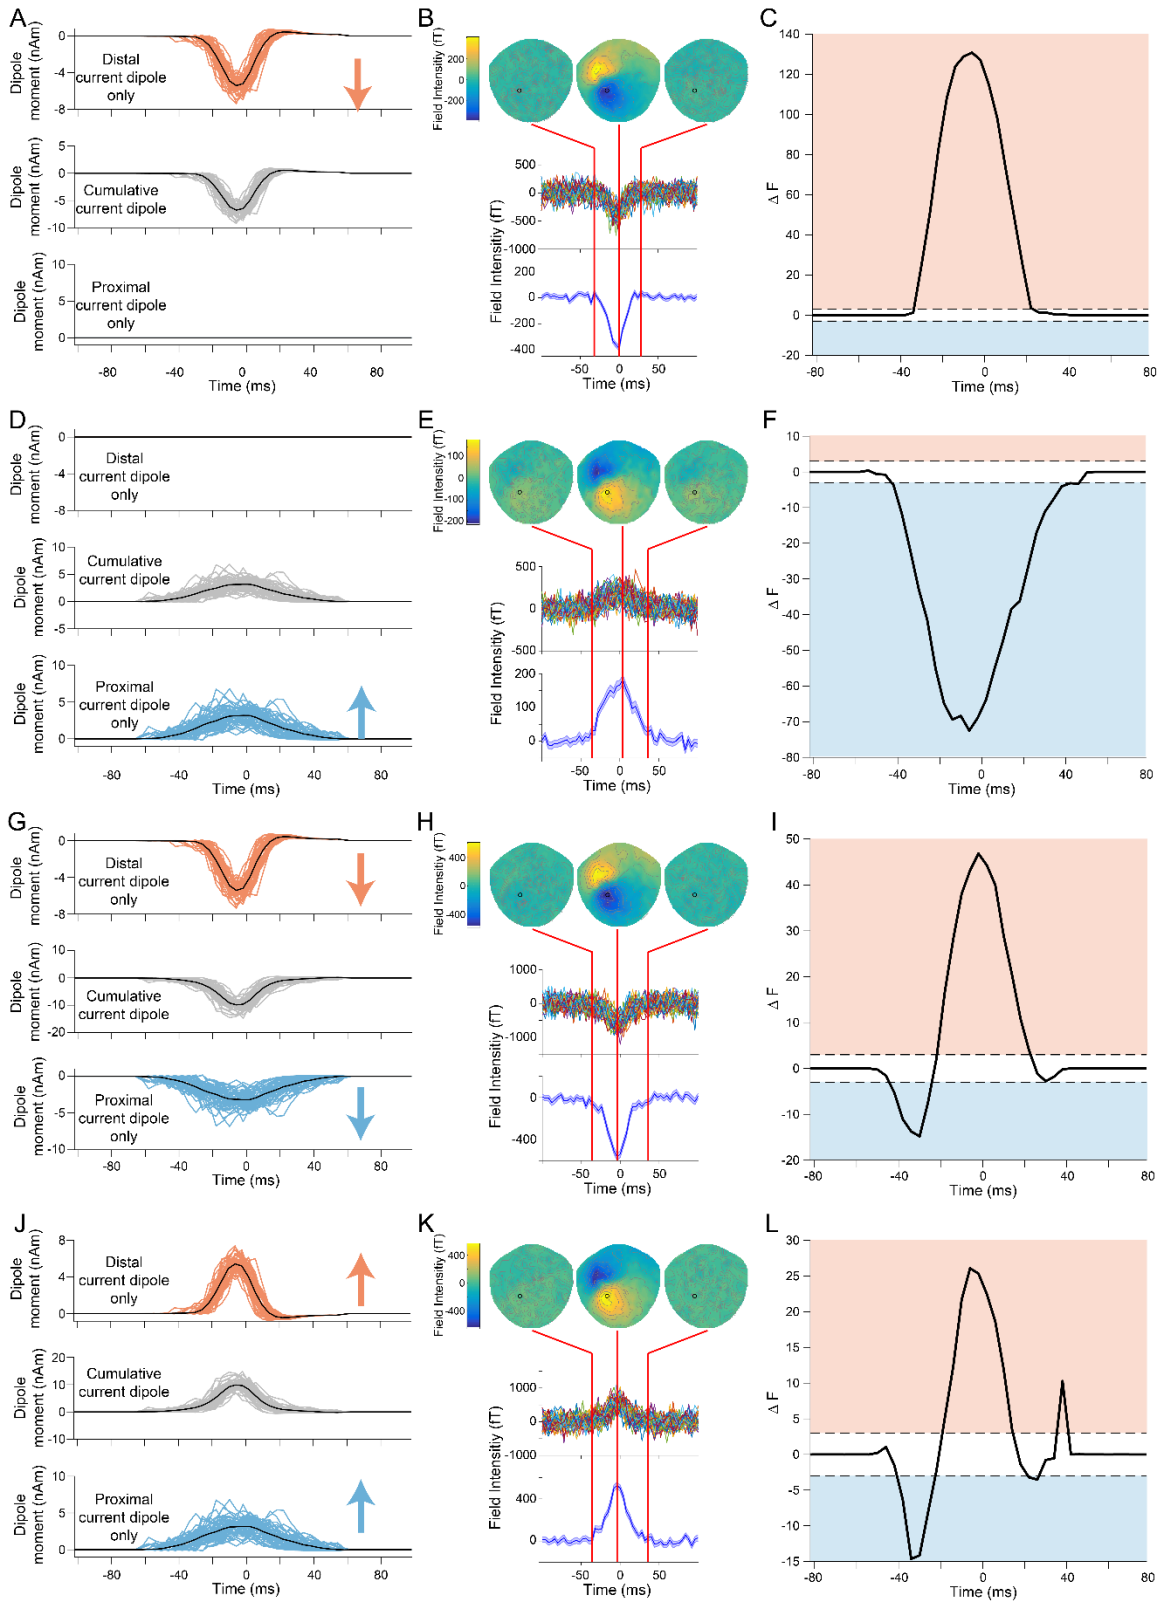 A
Dipole
moment (nAm)
0
-4
-8
Distal
current dipole
only
Dipole
moment (nAm)
5
0
-5
-10
Cumulative
current dipole
Dipole
moment (nAm)
10
5
0
Proximal
current dipole
only
-80 -40 0 40 80
Time (ms)
B
Field Intensitiy (fT)
200
0
-200
Field Intensitiy (fT)
500
0
-500
-1000
200
0
-200
-400
-50 0 50
Time (ms)
C
Δ F
140
120
100
80
60
40
20
0
-20
-80 -40 0 40 80
Time (ms)
D
Dipole
moment (nAm)
0
-4
-8
Distal
current dipole
only
Dipole
moment (nAm)
10
5
0
-5
Cumulative
current dipole
Dipole
moment (nAm)
10
5
0
Proximal
current dipole
only
-80 -40 0 40 80
Time (ms)
E
Field Intensitiy (fT)
100
0
-100
-200
Field Intensitiy (fT)
500
0
-500
200
100
0
-50 0 50
Time (ms)
F
Δ F
10
0
-10
-20
-30
-40
-50
-60
-70
-80
-80 -40 0 40 80
Time (ms)
G
Dipole
moment (nAm)
0
-4
-8
Distal
current dipole
only
Dipole
moment (nAm)
10
0
-10
-20
Cumulative
current dipole
Dipole
moment (nAm)
0
-5
-10
Proximal
current dipole
only
-80 -40 0 40 80
Time (ms)
H
Field Intensitiy (fT)
400
0
-400
Field Intensitiy (fT)
1000
0
-1000
0
-400
-50 0 50
Time (ms)
I
Δ F
50
40
30
20
10
0
-10
-20
-80 -40 0 40 80
Time (ms)
J
Dipole
moment (nAm)
8
4
0
Distal
current dipole
only
Dipole
moment (nAm)
20
10
0
Cumulative
current dipole
Dipole
moment (nAm)
10
5
0
Proximal
current dipole
only
-80 -40 0 40 80
Time (ms)
K
Field Intensitiy (fT)
400
0
-400
Field Intensitiy (fT)
1000
0
-1000
400
0
-50 0 50
Time (ms)
L
Δ F
30
25
20
15
10
5
0
-5
-10
-15
-80 -40 0 40 80
Time (ms)